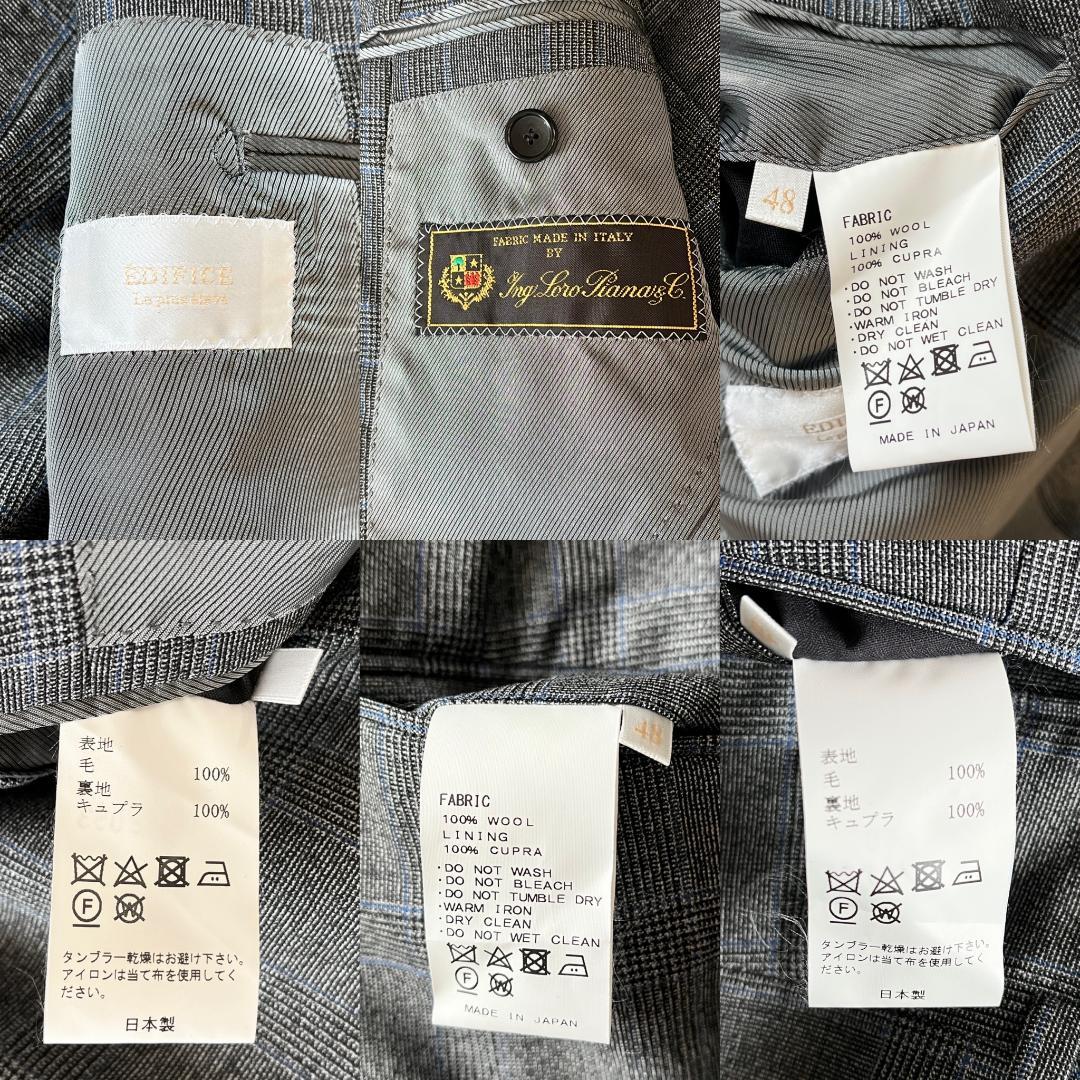 ÉDIFICE
La plus élevé
FABRIC MADE IN ITALY
BY
Ing. Loro Piana & C.
48
FABRIC
100% WOOL
LINING
100% CUPRA
・DO NOT WASH
・DO NOT BLEACH
・DO NOT TUMBLE DRY
・WARM IRON
・DRY CLEAN
・DO NOT WET CLEAN
F
W
MADE IN JAPAN
表地
毛 100%
裏地
キュプラ 100%
F
W
タンブラー乾燥はお避け下さい。
アイロンは当て布を使用してく
ださい。
日本製
48
FABRIC
100% WOOL
LINING
100% CUPRA
・DO NOT WASH
・DO NOT BLEACH
・DO NOT TUMBLE DRY
・WARM IRON
・DRY CLEAN
・DO NOT WET CLEAN
F
W
MADE IN JAPAN
表地
毛 100%
裏地
キュプラ 100%
F
W
タンブラー乾燥はお避け下さい。
アイロンは当て布を使用してく
ださい。
日本製